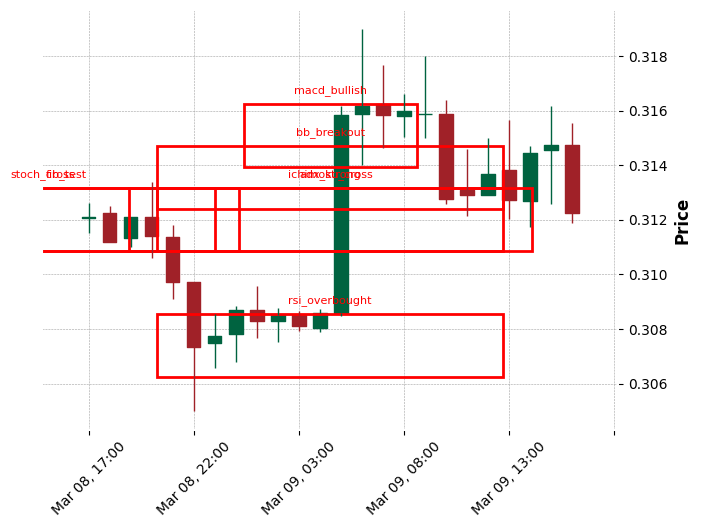 macd_bullish
bb_breakout
rsi_overbought
0.318
0.316
0.314
0.312
0.310
0.308
0.306
Price
Mar 08, 17:00
Mar 08, 22:00
Mar 09, 03:00
Mar 09, 08:00
Mar 09, 13:00